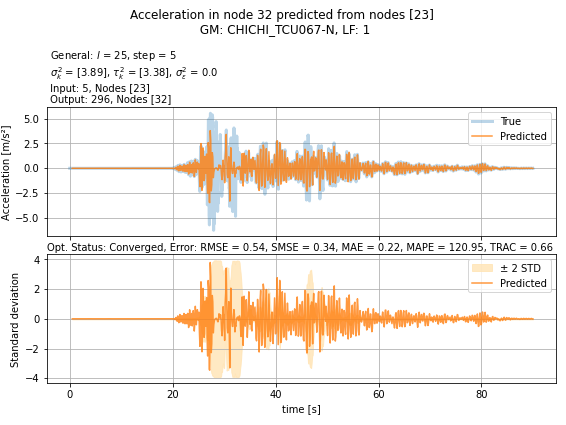 Acceleration in node 32 predicted from nodes [23]
GM: CHICHI_TCU067-N, LF: 1
General: l = 25, step = 5
σ²ₖ = [3.89], τ²ₖ = [3.38], σ²ε = 0.0
Input: 5, Nodes [23]
Output: 296, Nodes [32]
Acceleration [m/s²]
5.0
2.5
0.0
−2.5
−5.0
True
Predicted
Opt. Status: Converged, Error: RMSE = 0.54, SMSE = 0.34, MAE = 0.22, MAPE = 120.95, TRAC = 0.66
Standard deviation
4
2
0
−2
−4
± 2 STD
Predicted
0 20 40 60 80
time [s]